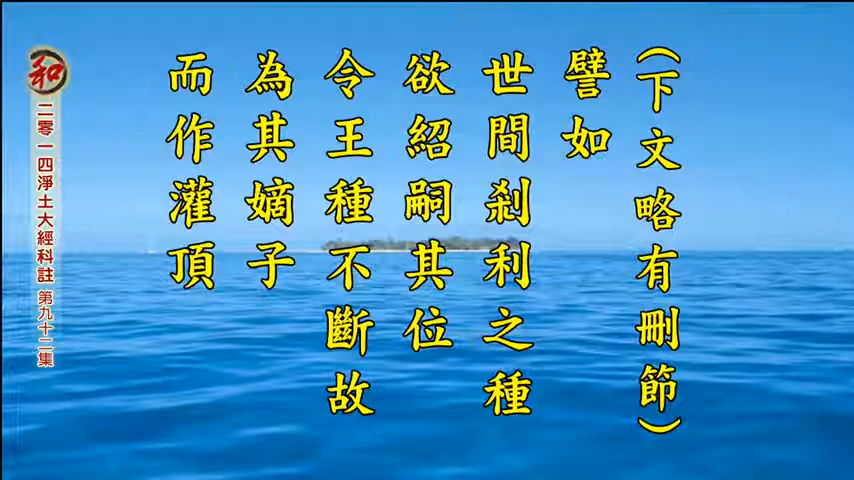 (下文略有刪節)
譬如
世間剎利之種
欲紹嗣其位
令王種不斷故
為其嫡子
而作灌頂
和
二零一四淨土大經科註 第九十二集